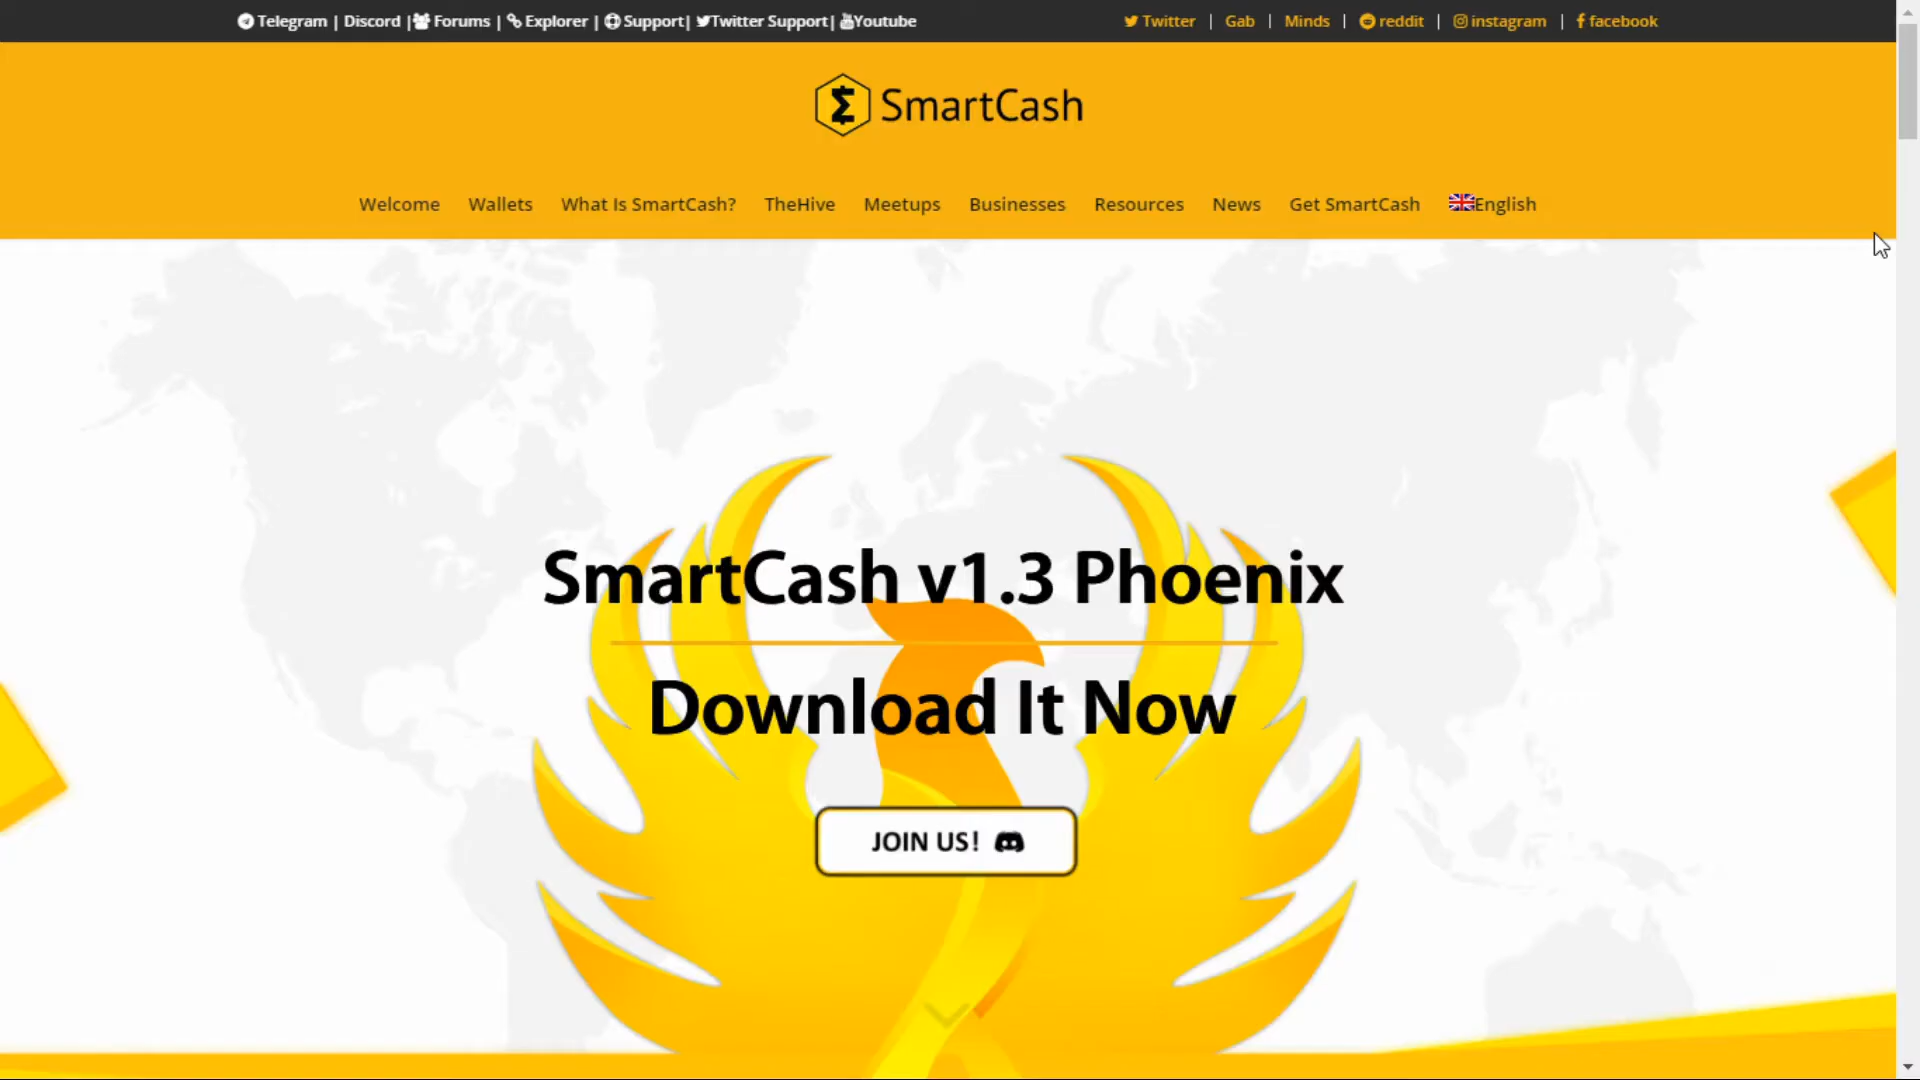 Telegram | Discord | Forums | Explorer | Support| Twitter Support| Youtube
Twitter | Gab | Minds | reddit | instagram | facebook
SmartCash
Welcome Wallets What Is SmartCash? TheHive Meetups Businesses Resources News Get SmartCash English
SmartCash v1.3 Phoenix
Download It Now
JOIN US!